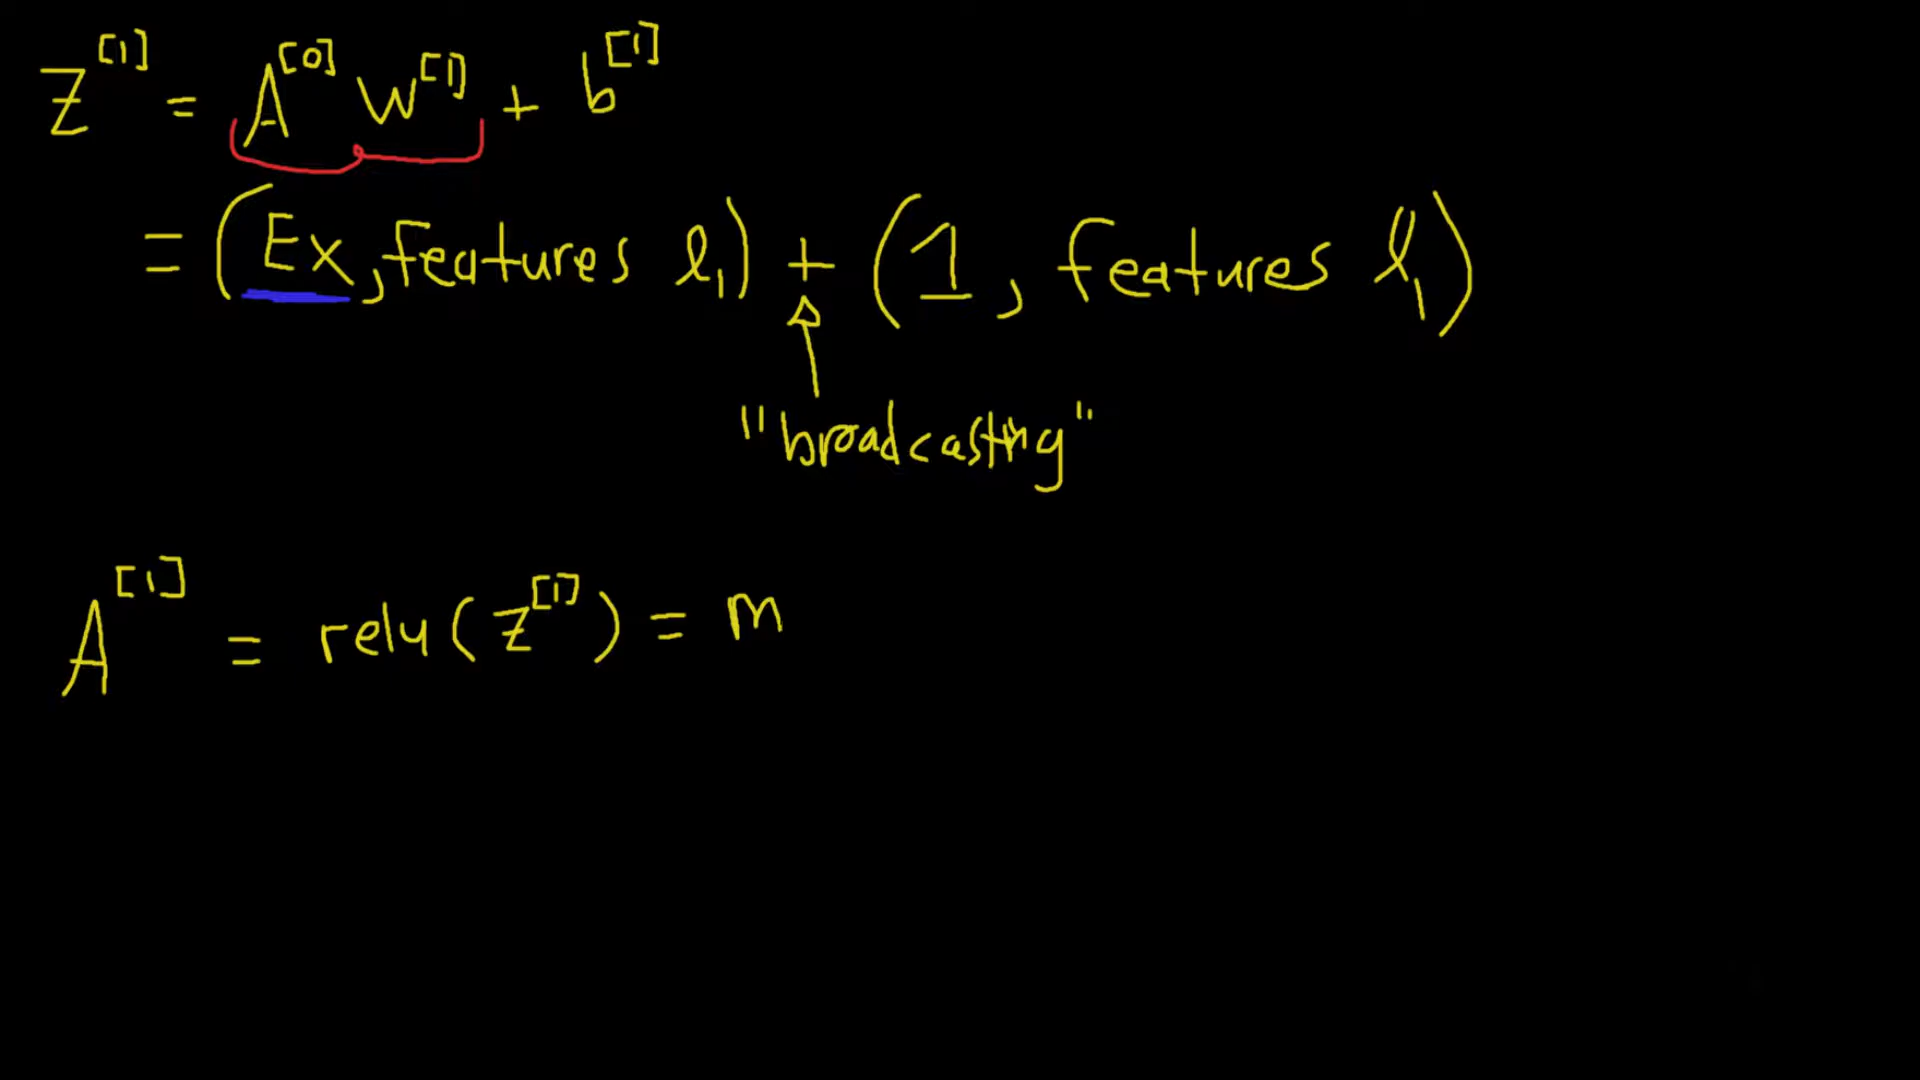 Z^[1] = A^[0] W^[1] + b^[1]
= (Ex, features l₁) + (1, features l₁)
"broadcasting"
A^[1] = relu(Z^[1]) = m